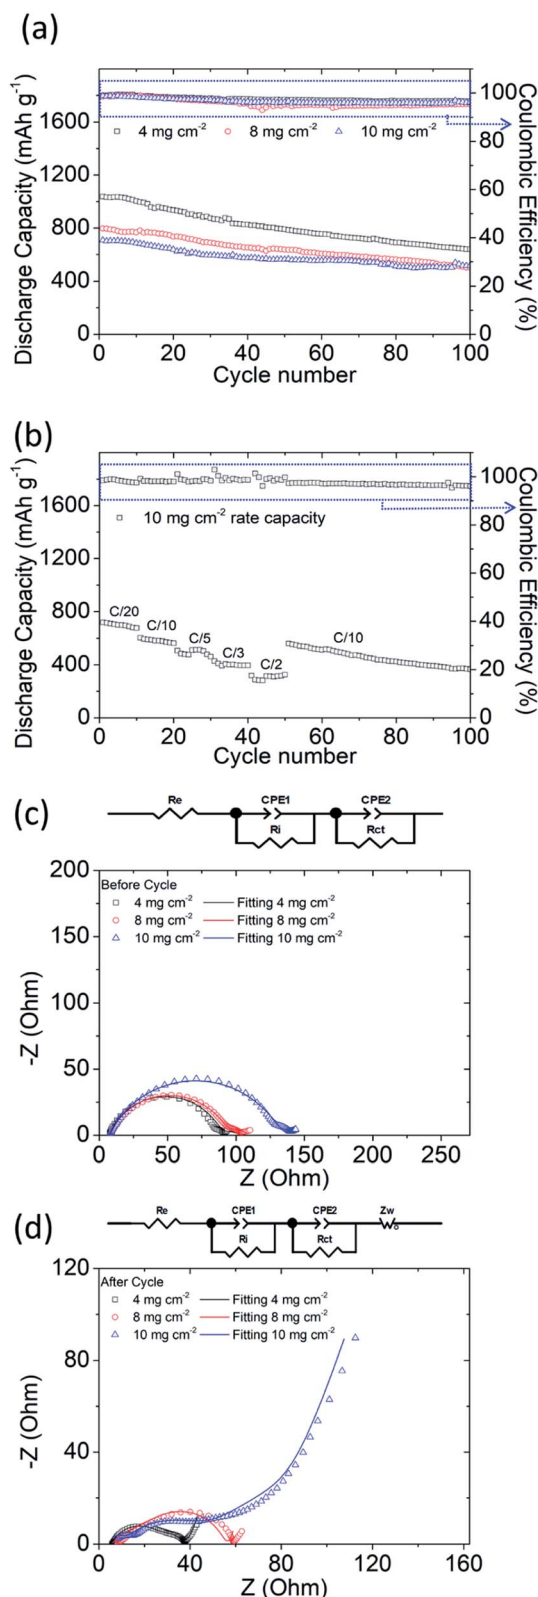 (a)
Discharge Capacity (mAh g⁻¹)
1600
1200
800
400
0
100
80
60
40
20
0
Coulombic Efficiency (%)
4 mg cm⁻² 8 mg cm⁻² 10 mg cm⁻²
0 20 40 60 80 100
Cycle number
(b)
Discharge Capacity (mAh g⁻¹)
1600
1200
800
400
0
100
80
60
40
20
0
Coulombic Efficiency (%)
10 mg cm⁻² rate capacity
C/20
C/10
C/5
C/3
C/2
C/10
0 20 40 60 80 100
Cycle number
(c)
Re CPE1 CPE2
Ri Rct
-Z (Ohm)
200
150
100
50
0
Before Cycle
4 mg cm⁻² Fitting 4 mg cm⁻²
8 mg cm⁻² Fitting 8 mg cm⁻²
10 mg cm⁻² Fitting 10 mg cm⁻²
0 50 100 150 200 250
Z (Ohm)
(d)
Re CPE1 CPE2 Zw
Ri Rct
-Z (Ohm)
120
80
40
0
After Cycle
4 mg cm⁻² Fitting 4 mg cm⁻²
8 mg cm⁻² Fitting 8 mg cm⁻²
10 mg cm⁻² Fitting 10 mg cm⁻²
0 40 80 120 160
Z (Ohm)